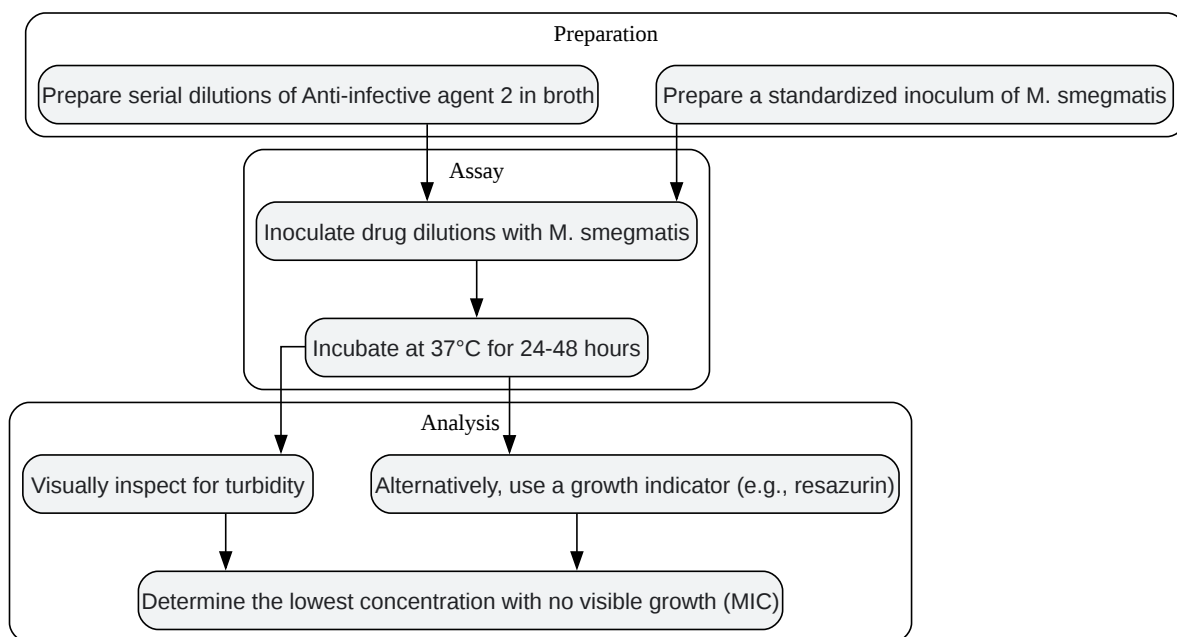 Preparation
Prepare serial dilutions of Anti-infective agent 2 in broth
Prepare a standardized inoculum of M. smegmatis
Assay
Inoculate drug dilutions with M. smegmatis
Incubate at 37°C for 24-48 hours
Analysis
Visually inspect for turbidity
Alternatively, use a growth indicator (e.g., resazurin)
Determine the lowest concentration with no visible growth (MIC)